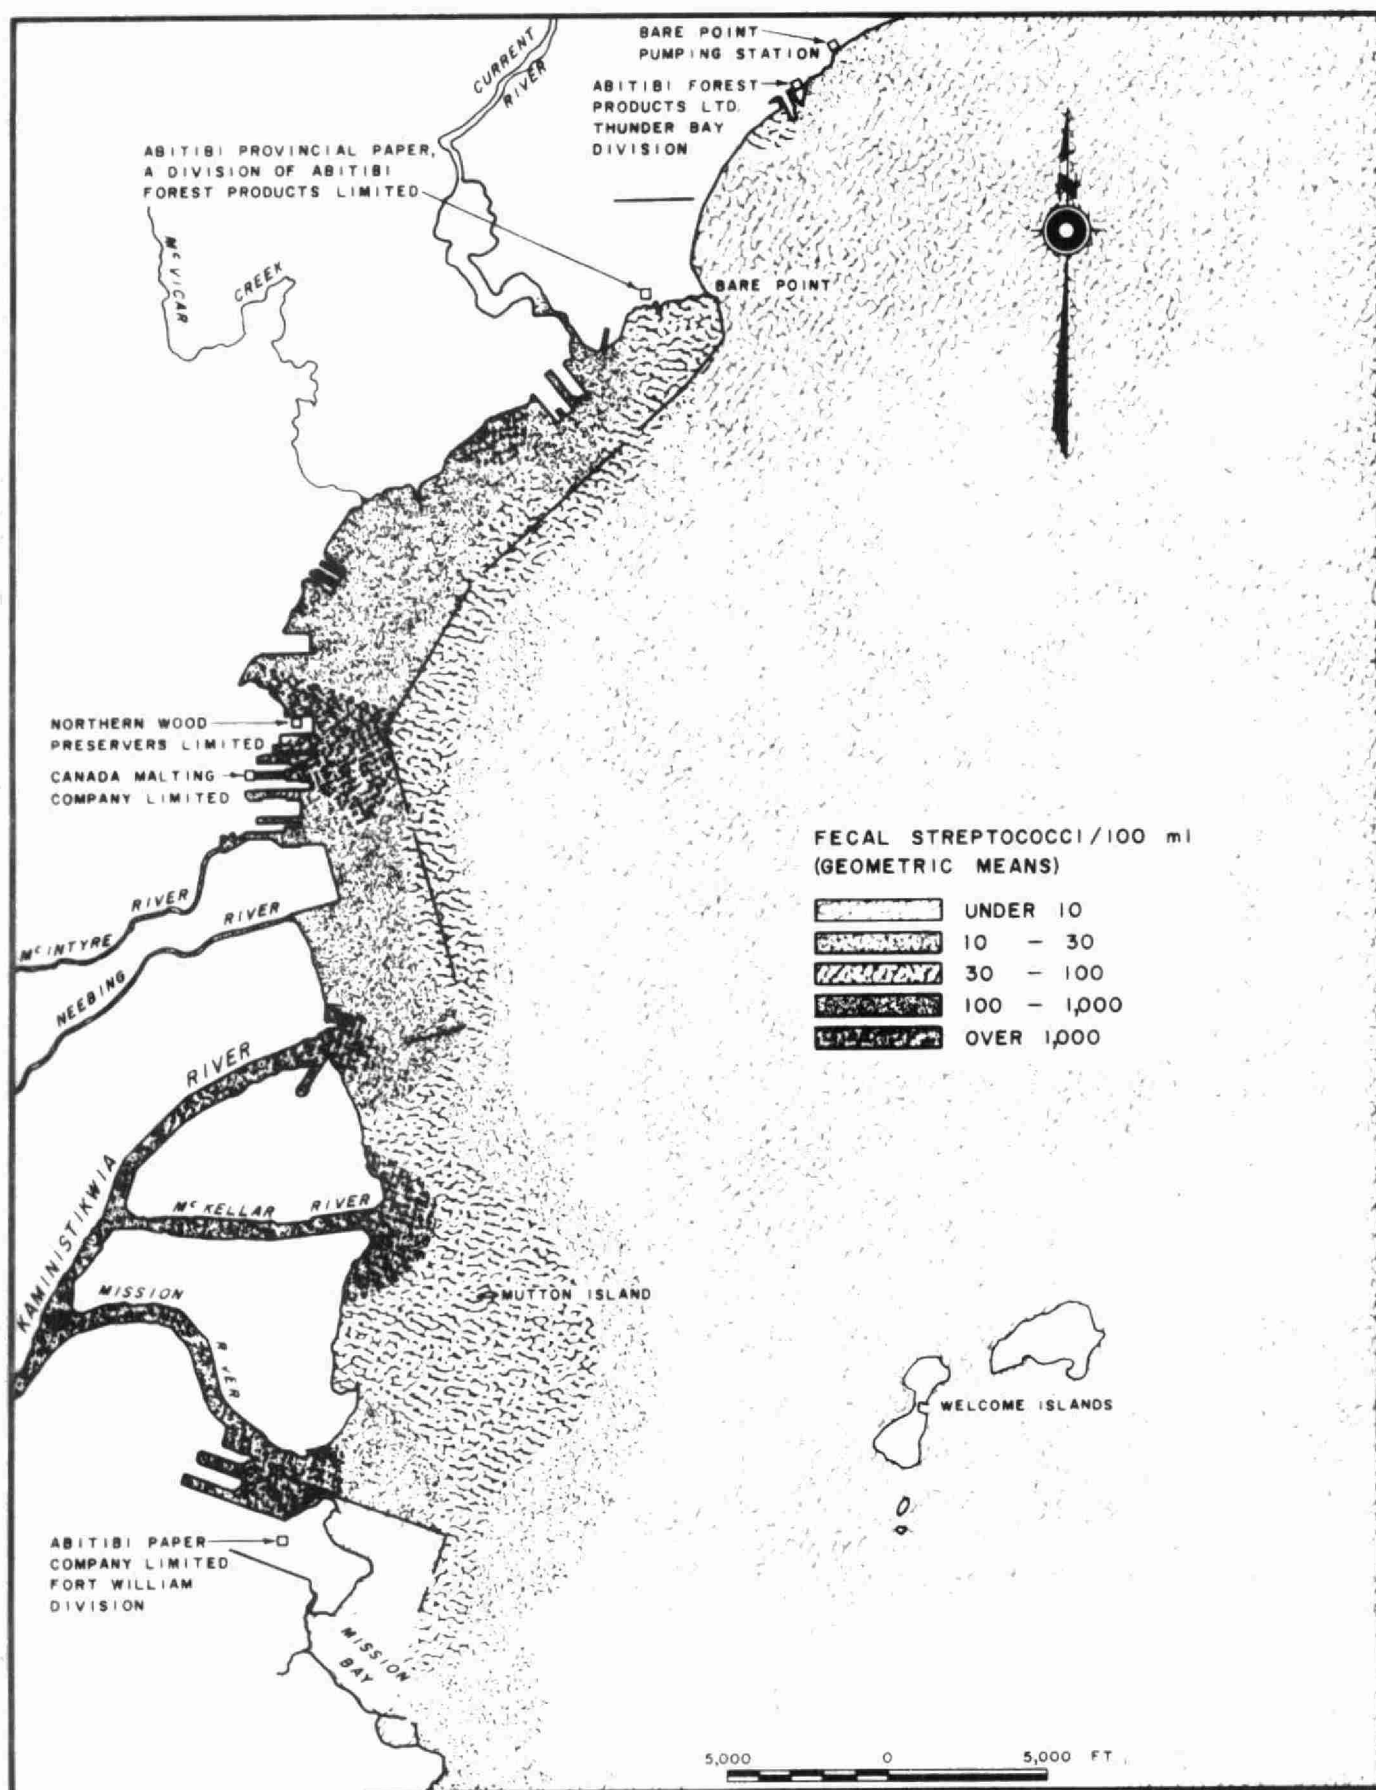 BARE POINT
PUMPING STATION
CURRENT
RIVER
ABITIBI FOREST
PRODUCTS LTD.
THUNDER BAY
DIVISION
ABITIBI PROVINCIAL PAPER,
A DIVISION OF ABITIBI
FOREST PRODUCTS LIMITED
McVICAR
CREEK
BARE POINT
NORTHERN WOOD
PRESERVERS LIMITED
CANADA MALTING
COMPANY LIMITED
FECAL STREPTOCOCCI/100 ml
(GEOMETRIC MEANS)
UNDER 10
10 - 30
30 - 100
100 - 1,000
OVER 1,000
McINTYRE RIVER
NEEBING RIVER
KAMINISTIKWIA RIVER
McKELLAR RIVER
MISSION
RIVER
MUTTON ISLAND
WELCOME ISLANDS
ABITIBI PAPER
COMPANY LIMITED
FORT WILLIAM
DIVISION
MISSION
BAY
5,000 0 5,000 FT.